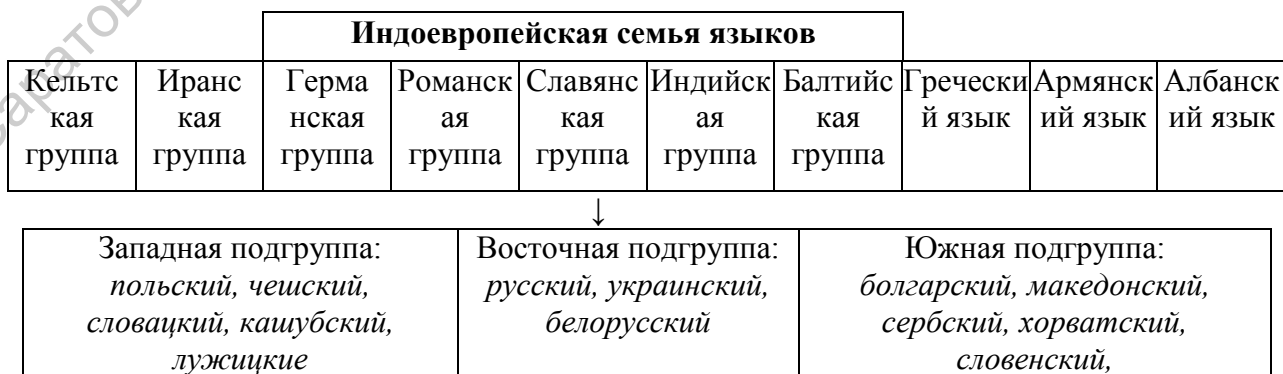 Саратов
Индоевропейская семья языков
Кельтс Иранс Герма Романск Славянс Индийск Балтийс Гречески Армянск Албанск
кая кая нская ая кая ая кая й язык ий язык ий язык
группа группа группа группа группа группа группа
↓
Западная подгруппа: Восточная подгруппа: Южная подгруппа:
польский, чешский, русский, украинский, болгарский, македонский,
словацкий, кашубский, белорусский сербский, хорватский,
лужицкие словенский,